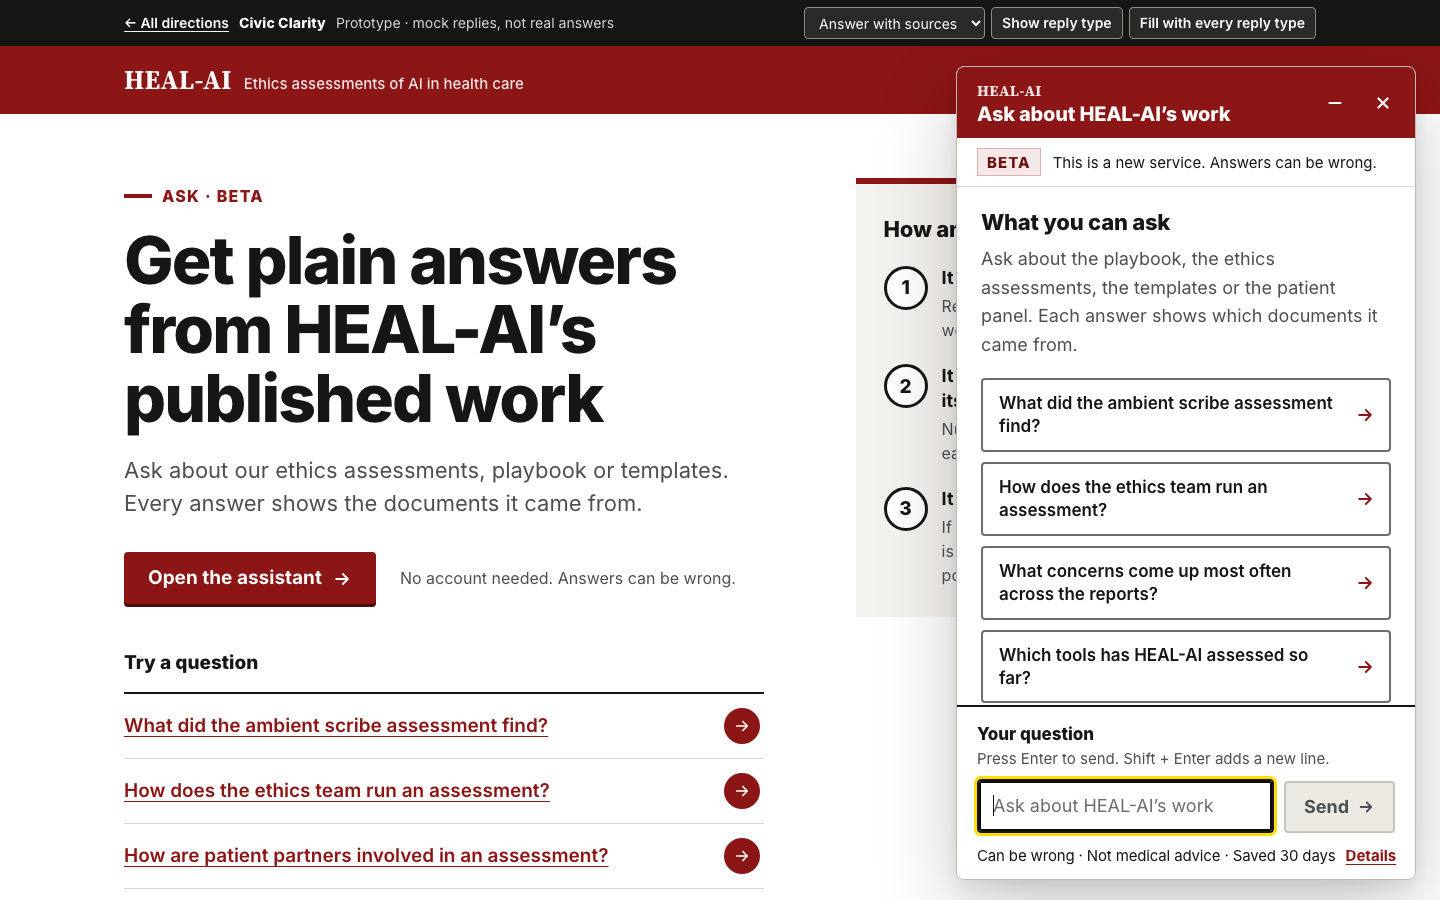 ← All directions Civic Clarity Prototype · mock replies, not real answers
Answer with sources Show reply type Fill with every reply type
HEAL-AI Ethics assessments of AI in health care
ASK · BETA
Get plain answers
from HEAL-AI’s
published work
Ask about our ethics assessments, playbook or templates.
Every answer shows the documents it came from.
Open the assistant →
No account needed. Answers can be wrong.
Try a question
What did the ambient scribe assessment find? →
How does the ethics team run an assessment? →
How are patient partners involved in an assessment? →
How
1 It
2 It
3 It
If
is
HEAL-AI
Ask about HEAL-AI’s work
BETA This is a new service. Answers can be wrong.
What you can ask
Ask about the playbook, the ethics
assessments, the templates or the patient
panel. Each answer shows which documents it
came from.
What did the ambient scribe assessment
find? →
How does the ethics team run an
assessment? →
What concerns come up most often
across the reports? →
Which tools has HEAL-AI assessed so
far? →
Your question
Press Enter to send. Shift + Enter adds a new line.
Ask about HEAL-AI’s work
Send →
Can be wrong · Not medical advice · Saved 30 days Details